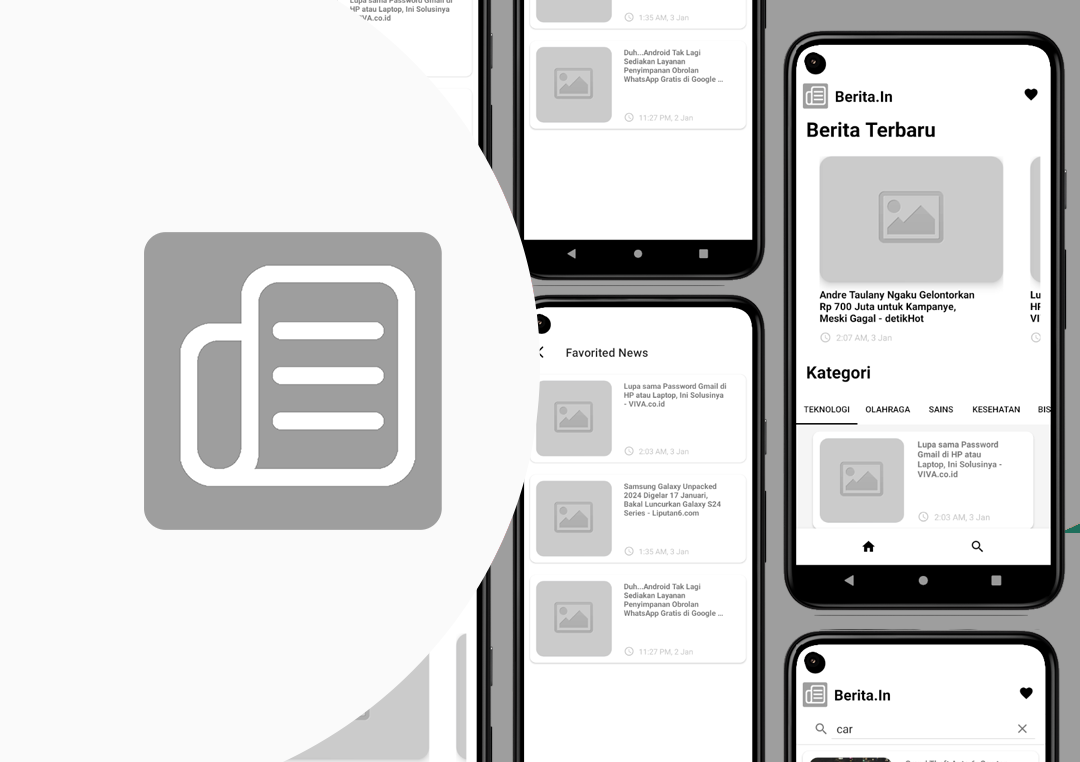 Lupa sama Password Gmail di
HP atau Laptop, Ini Solusinya
VIVA.co.id
1:35 AM, 3 Jan
Duh...Android Tak Lagi
Sediakan Layanan
Penyimpanan Obrolan
WhatsApp Gratis di Google ...
11:27 PM, 2 Jan
Favorited News
Lupa sama Password Gmail di
HP atau Laptop, Ini Solusinya
- VIVA.co.id
2:03 AM, 3 Jan
Samsung Galaxy Unpacked
2024 Digelar 17 Januari,
Bakal Luncurkan Galaxy S24
Series - Liputan6.com
1:35 AM, 3 Jan
Duh...Android Tak Lagi
Sediakan Layanan
Penyimpanan Obrolan
WhatsApp Gratis di Google ...
11:27 PM, 2 Jan
Berita.In
Berita Terbaru
Andre Taulany Ngaku Gelontorkan
Rp 700 Juta untuk Kampanye,
Meski Gagal - detikHot
2:07 AM, 3 Jan
Lu
HP
VI
Kategori
TEKNOLOGI OLAHRAGA SAINS KESEHATAN BIS
Lupa sama Password
Gmail di HP atau
Laptop, Ini Solusinya -
VIVA.co.id
2:03 AM, 3 Jan
Berita.In
car